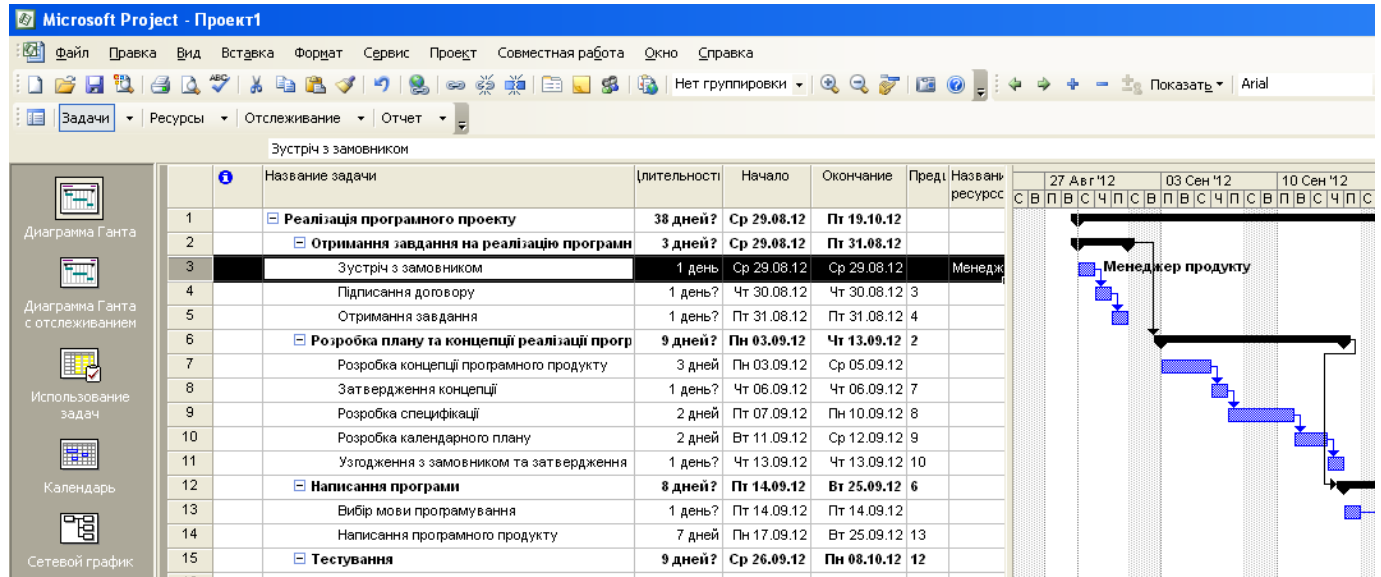 Microsoft Project - Проект1
Файл Правка Вид Вставка Формат Сервис Проект Совместная работа Окно Справка
Нет группировки Показать Arial
Задачи Ресурсы Отслеживание Отчет
Зустріч з замовником
Название задачи Длительності Начало Окончание Предц Названи ресурсс
27 Авг '12 03 Сен '12 10 Сен '12
С В П В С Ч П С В П В С Ч П С В П В С Ч П С
Диаграмма Ганта
Диаграмма Ганта с отслеживанием
Использование задач
Календарь
Сетевой график
1 Реалізація програмного проекту 38 дней? Ср 29.08.12 Пт 19.10.12
2 Отримання завдання на реалізацію програмн 3 дней? Ср 29.08.12 Пт 31.08.12
3 Зустріч з замовником 1 день Ср 29.08.12 Ср 29.08.12 Менедж
Менеджер продукту
4 Підписання договору 1 день? Чт 30.08.12 Чт 30.08.12 3
5 Отримання завдання 1 день? Пт 31.08.12 Пт 31.08.12 4
6 Розробка плану та концепції реалізації прогр 9 дней? Пн 03.09.12 Чт 13.09.12 2
7 Розробка концепції програмного продукту 3 дней Пн 03.09.12 Ср 05.09.12
8 Затвердження концепції 1 день? Чт 06.09.12 Чт 06.09.12 7
9 Розробка специфікації 2 дней Пт 07.09.12 Пн 10.09.12 8
10 Розробка календарного плану 2 дней Вт 11.09.12 Ср 12.09.12 9
11 Узгодження з замовником та затвердження 1 день? Чт 13.09.12 Чт 13.09.12 10
12 Написання програми 8 дней? Пт 14.09.12 Вт 25.09.12 6
13 Вибір мови програмування 1 день? Пт 14.09.12 Пт 14.09.12
14 Написання програмного продукту 7 дней Пн 17.09.12 Вт 25.09.12 13
15 Тестування 9 дней? Ср 26.09.12 Пн 08.10.12 12